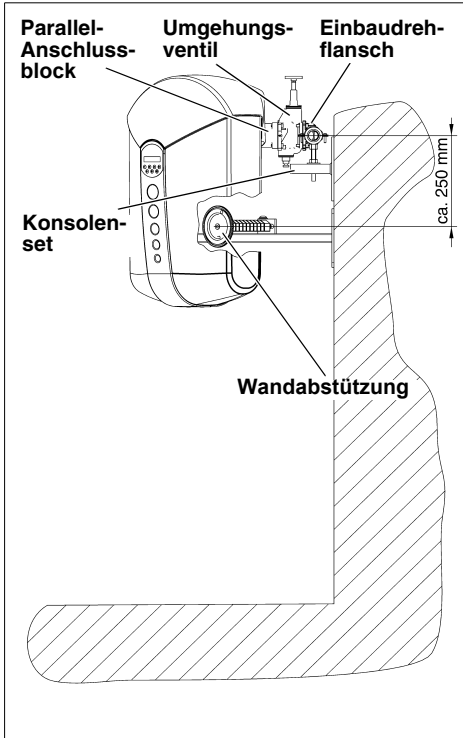 Parallel-
Anschluss-
block
Umgehungs-
ventil
Einbaudreh-
flansch
ca. 250 mm
Konsolen-
set
Wandabstützung